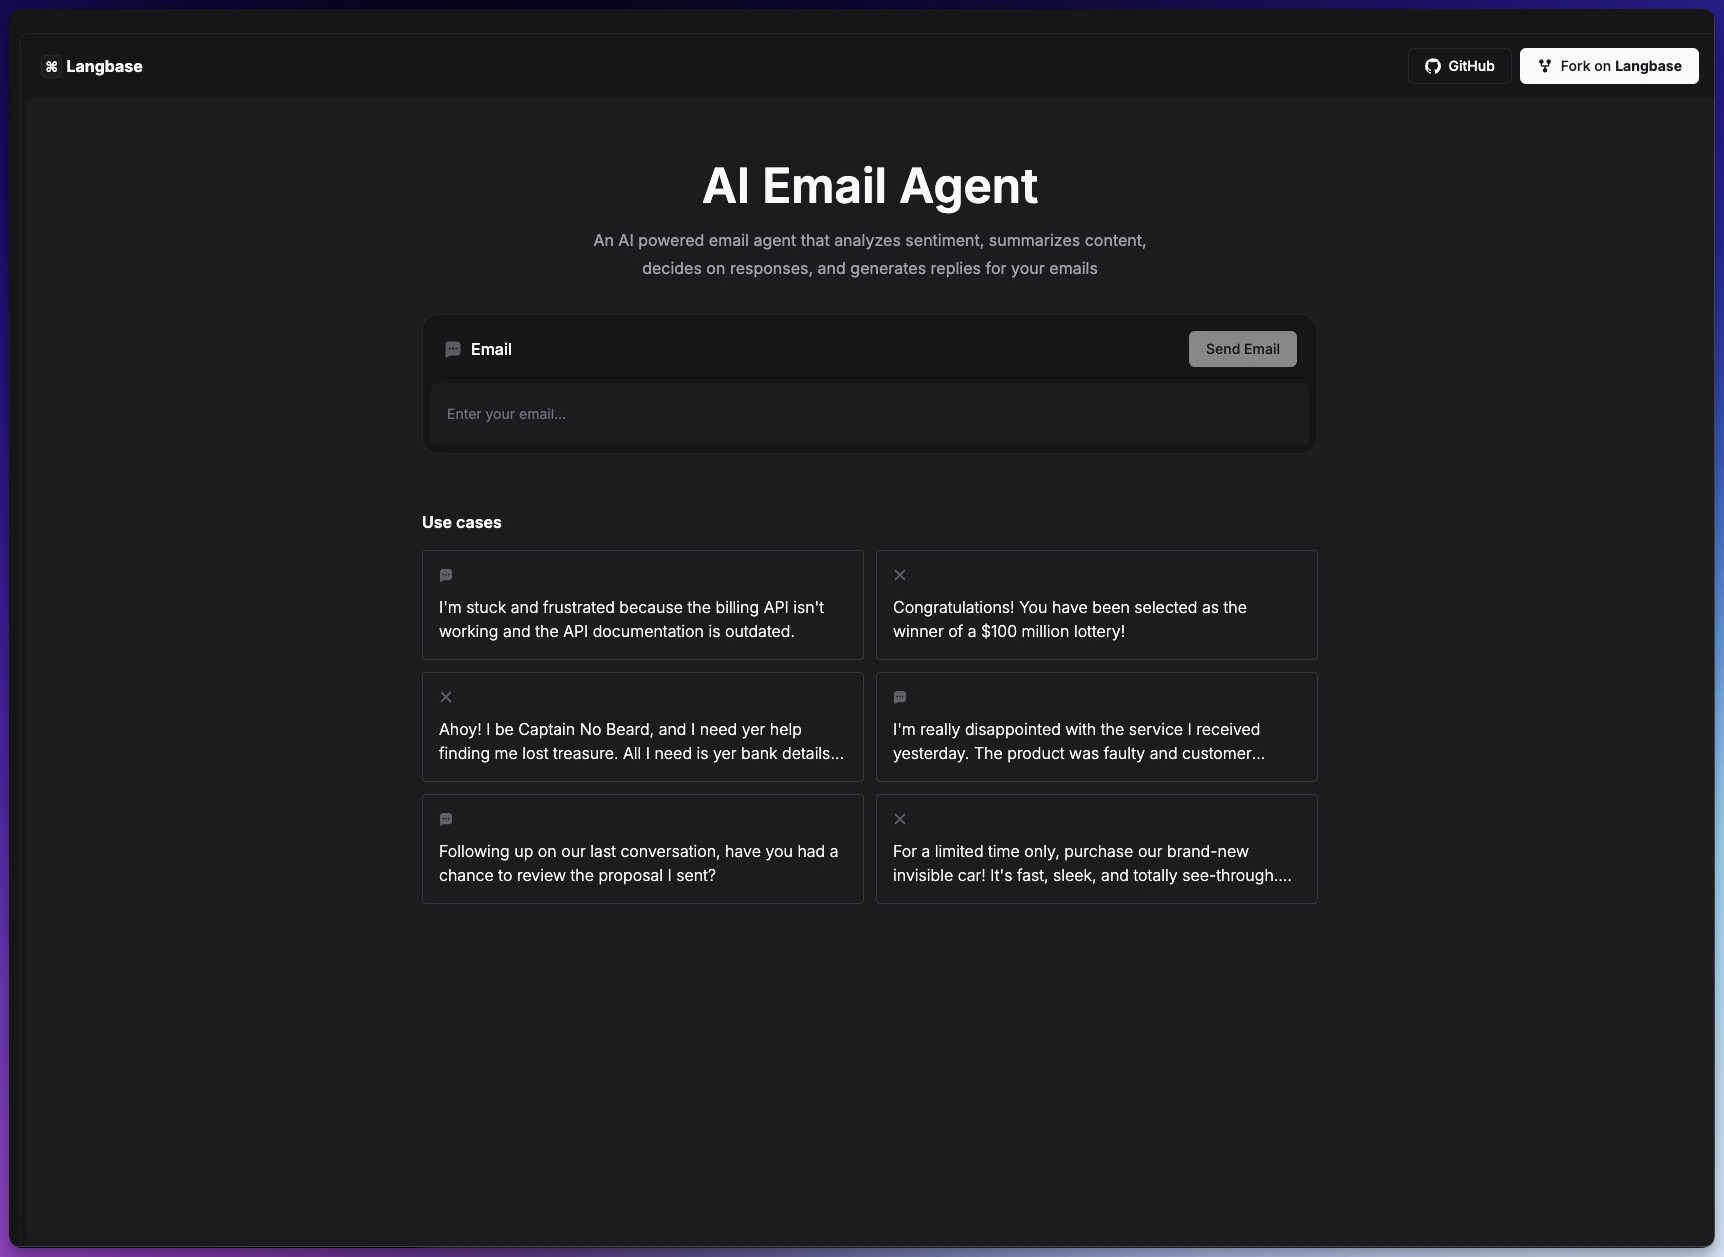 Langbase
GitHub
Fork on Langbase
AI Email Agent
An AI powered email agent that analyzes sentiment, summarizes content,
decides on responses, and generates replies for your emails
Email
Send Email
Enter your email...
Use cases
I'm stuck and frustrated because the billing API isn't
working and the API documentation is outdated.
Congratulations! You have been selected as the
winner of a $100 million lottery!
Ahoy! I be Captain No Beard, and I need yer help
finding me lost treasure. All I need is yer bank details...
I'm really disappointed with the service I received
yesterday. The product was faulty and customer...
Following up on our last conversation, have you had a
chance to review the proposal I sent?
For a limited time only, purchase our brand-new
invisible car! It's fast, sleek, and totally see-through....